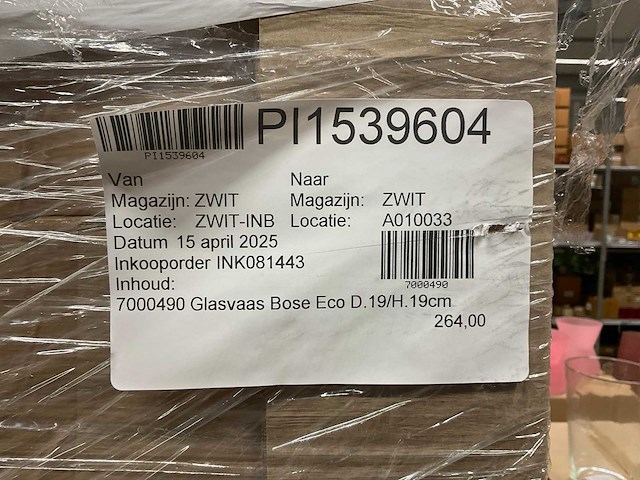 PI1539604
PI1539604
Van Naar
Magazijn: ZWIT Magazijn: ZWIT
Locatie: ZWIT-INB Locatie: A010033
Datum 15 april 2025
Inkooporder INK081443
7000490
Inhoud:
7000490 Glasvaas Bose Eco D.19/H.19cm
264,00